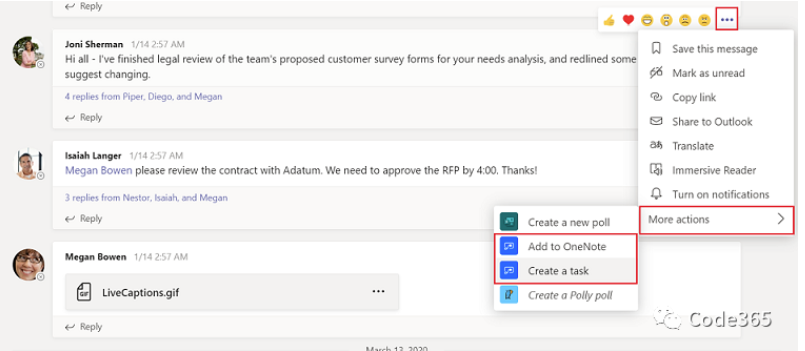 Reply
Joni Sherman 1/14 2:57 AM
Hi all - I've finished legal review of the team's proposed customer survey forms for your needs analysis, and redlined some
suggest changing.
4 replies from Piper, Diego, and Megan
Reply
Isaiah Langer 1/14 2:57 AM
Megan Bowen please review the contract with Adatum. We need to approve the RFP by 4:00. Thanks!
3 replies from Nestor, Isaiah, and Megan
Reply
Megan Bowen 1/14 2:57 AM
GIF
LiveCaptions.gif
Reply
March 13, 2020
Save this message
Mark as unread
Copy link
Share to Outlook
Translate
Immersive Reader
Turn on notifications
More actions
Create a new poll
Add to OneNote
Create a task
Create a Polly poll
Code365